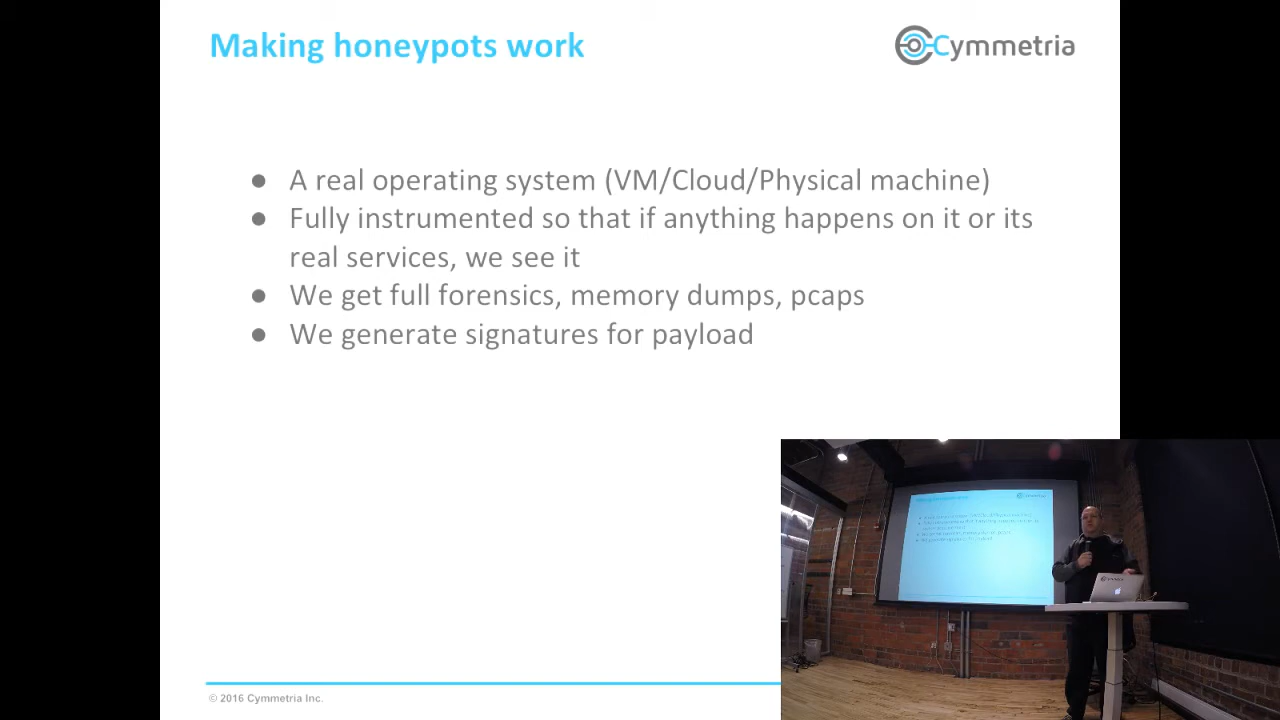 Making honeypots work
Cymmetria
● A real operating system (VM/Cloud/Physical machine)
● Fully instrumented so that if anything happens on it or its
real services, we see it
● We get full forensics, memory dumps, pcaps
● We generate signatures for payload
© 2016 Cymmetria Inc.